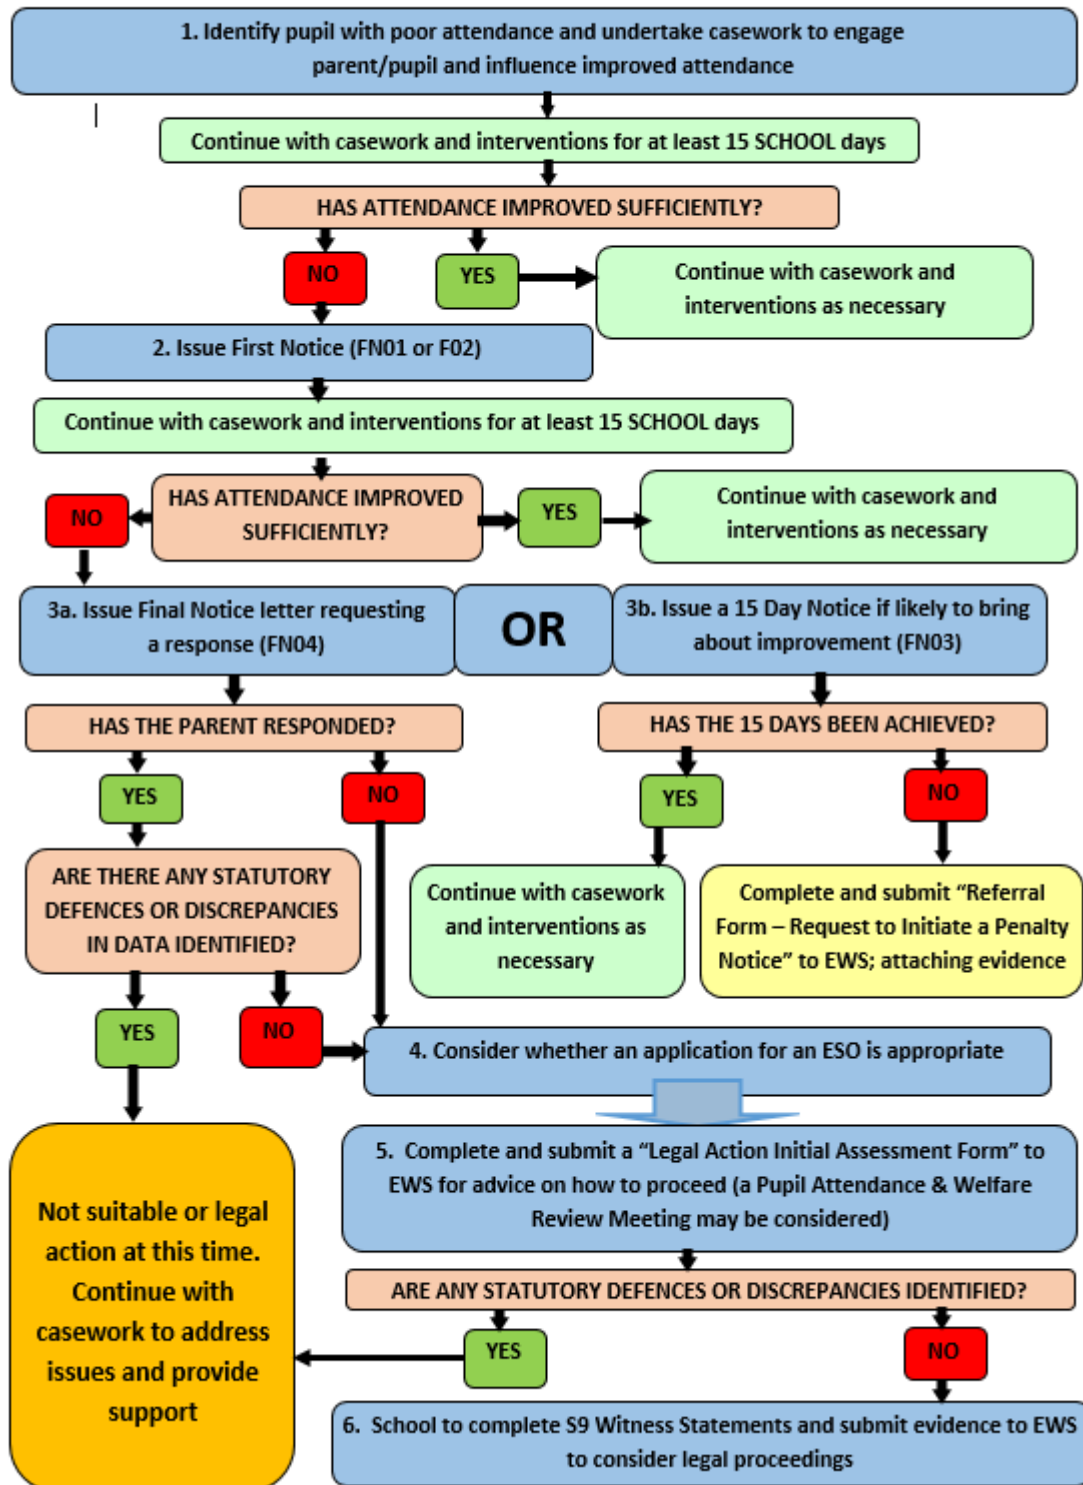 1. Identify pupil with poor attendance and undertake casework to engage
parent/pupil and influence improved attendance
Continue with casework and interventions for at least 15 SCHOOL days
HAS ATTENDANCE IMPROVED SUFFICIENTLY?
NO
YES
Continue with casework and
interventions as necessary
2. Issue First Notice (FN01 or F02)
Continue with casework and interventions for at least 15 SCHOOL days
NO
HAS ATTENDANCE IMPROVED
SUFFICIENTLY?
YES
Continue with casework and
interventions as necessary
3a. Issue Final Notice letter requesting
a response (FN04)
OR
3b. Issue a 15 Day Notice if likely to bring
about improvement (FN03)
HAS THE PARENT RESPONDED?
HAS THE 15 DAYS BEEN ACHIEVED?
YES
NO
YES
NO
ARE THERE ANY STATUTORY
DEFENCES OR DISCREPANCIES
IN DATA IDENTIFIED?
Continue with casework
and interventions as
necessary
Complete and submit “Referral
Form – Request to Initiate a Penalty
Notice” to EWS; attaching evidence
YES
NO
4. Consider whether an application for an ESO is appropriate
5. Complete and submit a “Legal Action Initial Assessment Form” to
EWS for advice on how to proceed (a Pupil Attendance & Welfare
Review Meeting may be considered)
Not suitable or legal
action at this time.
Continue with
casework to address
issues and provide
support
ARE ANY STATUTORY DEFENCES OR DISCREPANCIES IDENTIFIED?
YES
NO
6. School to complete S9 Witness Statements and submit evidence to EWS
to consider legal proceedings